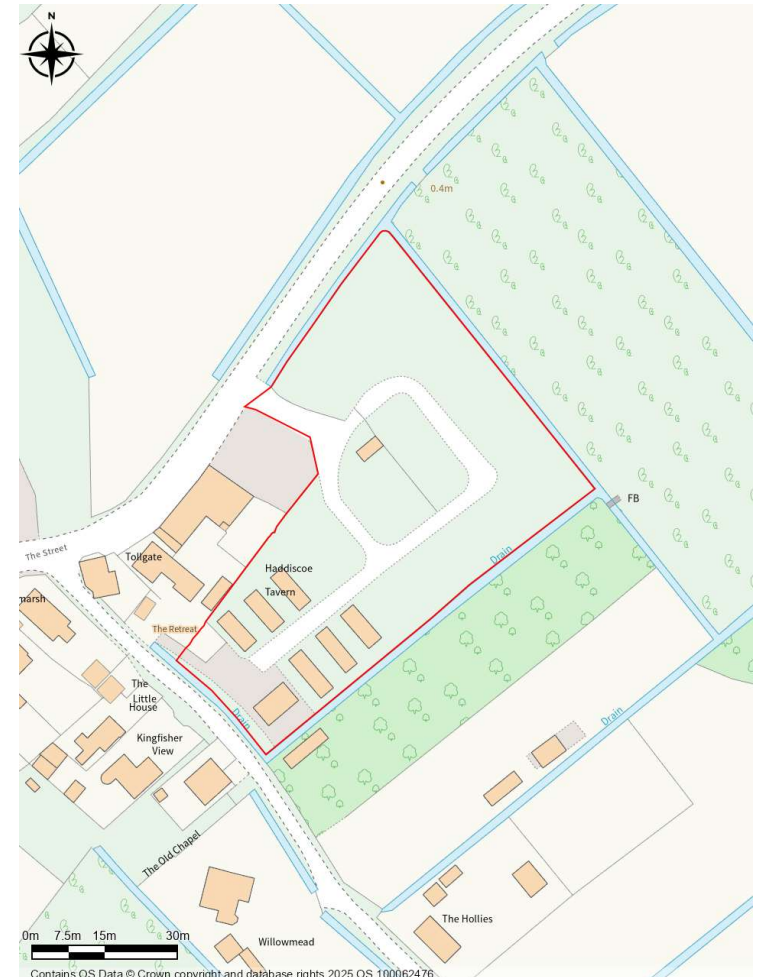 N
0.4m
FB
Drain
The Street
Tollgate
Haddiscoe
Tavern
marsh
The Retreat
The
Little
House
Drain
Kingfisher
View
Drain
The Old Chapel
The Hollies
Willowmead
0m 7.5m 15m 30m
Contains OS Data © Crown copyright and database rights 2025 OS 100062476